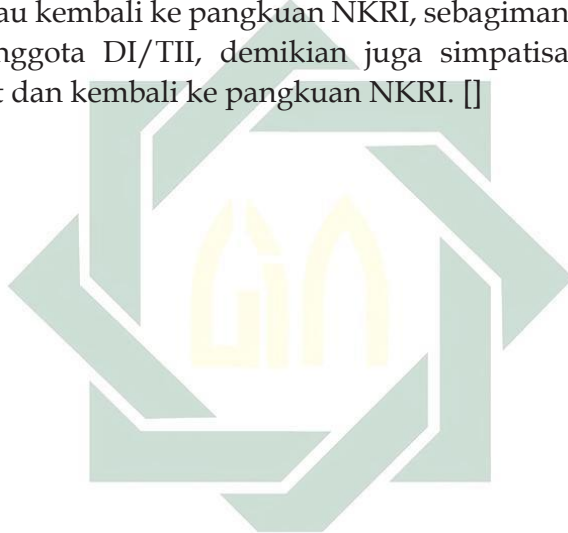 au kembali ke pangkuan NKRI, sebagiman
nggota DI/TII, demikian juga simpatisa
t dan kembali ke pangkuan NKRI. []